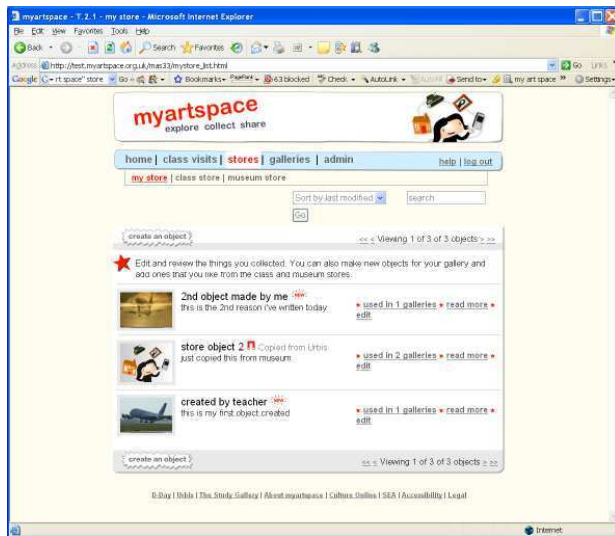 myartspace - T.2.1 - my store - Microsoft Internet Explorer
File Edit View Favorites Tools Help
Back Search Favorites
Address http://test.myartspace.org.uk/mas33/mystore_list.html Go Links
Google rt space" store Go Bookmarks PageRank 63 blocked Check AutoLink Send to my art space Settings
myartspace
explore collect share
home | class visits | stores | galleries | admin help | log out
my store | class store | museum store
Sort by last modified search
Go
create an object << < Viewing 1 of 3 of 3 objects > >>
Edit and review the things you collected. You can also make new objects for your gallery and
add ones that you like from the class and museum stores.
2nd object made by me NEW
this is the 2nd reason i've written today
used in 1 galleries read more
edit
store object 2 Copied from Urbis
just copied this from museum
used in 2 galleries read more
edit
created by teacher NEW
this is my first object created
used in 1 galleries read more
edit
create an object << < Viewing 1 of 3 of 3 objects > >>
D-Day | Urbis | The Study Gallery | About myartspace | Culture Online | SEA | Accessibility | Legal
Internet